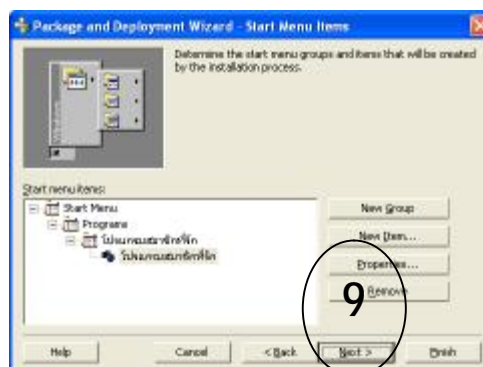 Package and Deployment Wizard - Start Menu Items
Determine the start menu groups and items that will be created
by the installation process.
Start menu items:
Start Menu
Programs
New Group
New Item...
Properties...
Remove
9
Help
Cancel
< Back
Next >
Finish